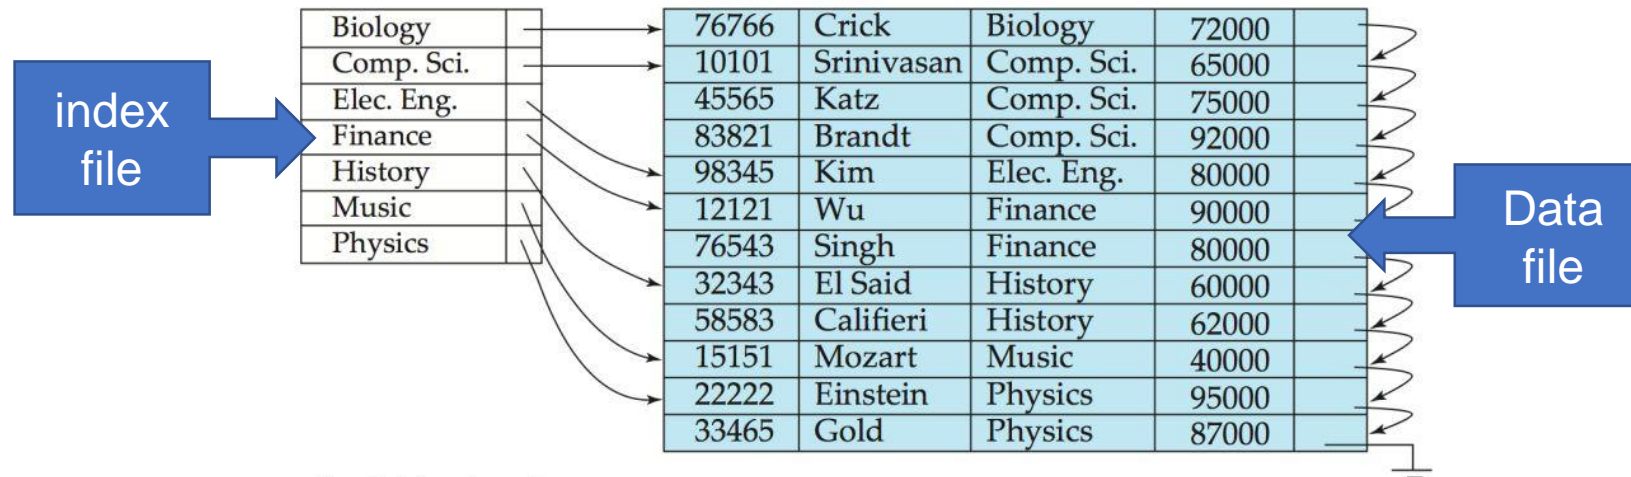 index
file
Biology
Comp. Sci.
Elec. Eng.
Finance
History
Music
Physics
76766 Crick Biology 72000
10101 Srinivasan Comp. Sci. 65000
45565 Katz Comp. Sci. 75000
83821 Brandt Comp. Sci. 92000
98345 Kim Elec. Eng. 80000
12121 Wu Finance 90000
76543 Singh Finance 80000
32343 El Said History 60000
58583 Califieri History 62000
15151 Mozart Music 40000
22222 Einstein Physics 95000
33465 Gold Physics 87000
Data
file